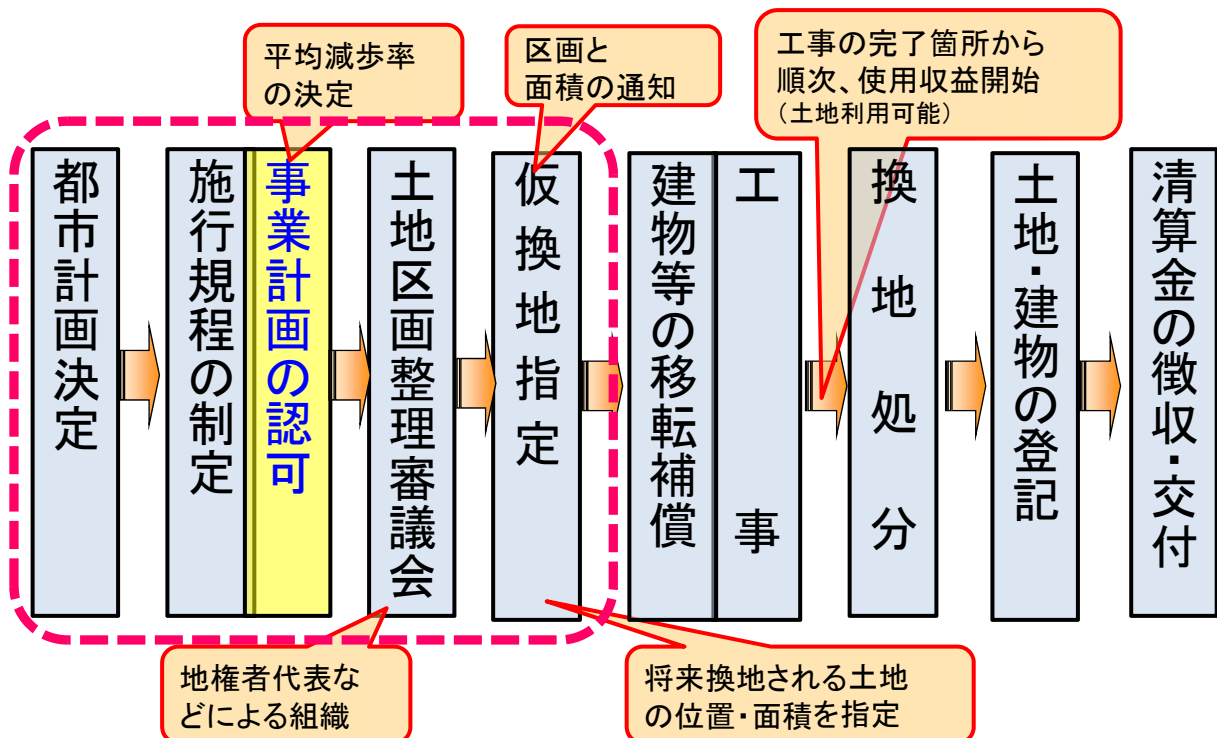 平均減歩率
の決定
区画と
面積の通知
工事の完了箇所から
順次、使用収益開始
（土地利用可能）
都市計画決定
施行規程の制定
事業計画の認可
土地区画整理審議会
仮換地指定
建物等の移転補償
工事
換地処分
土地・建物の登記
清算金の徴収・交付
地権者代表な
どによる組織
将来換地される土地
の位置・面積を指定